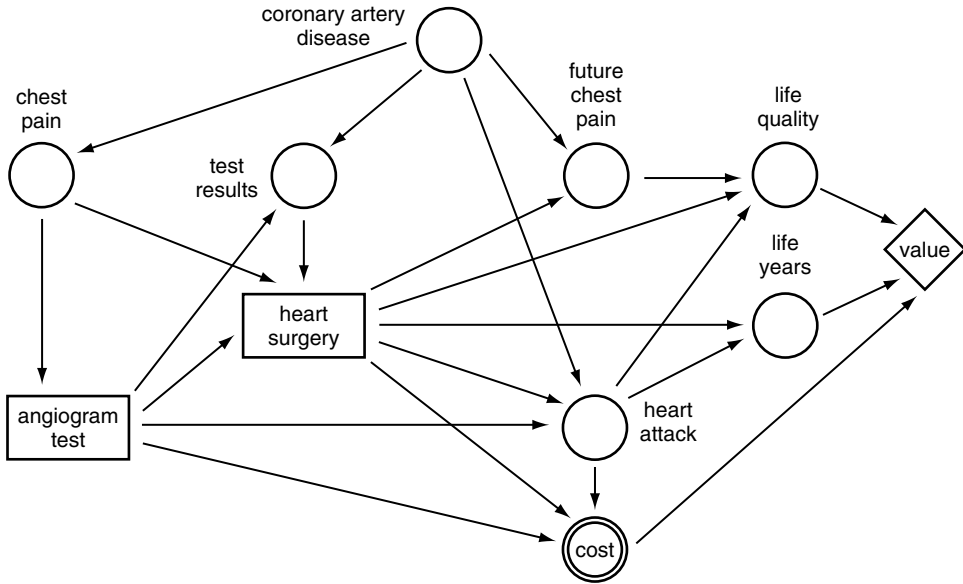 coronary artery
disease
future
chest
pain
life
quality
chest
pain
test
results
life
years
value
heart
surgery
angiogram
test
heart
attack
cost